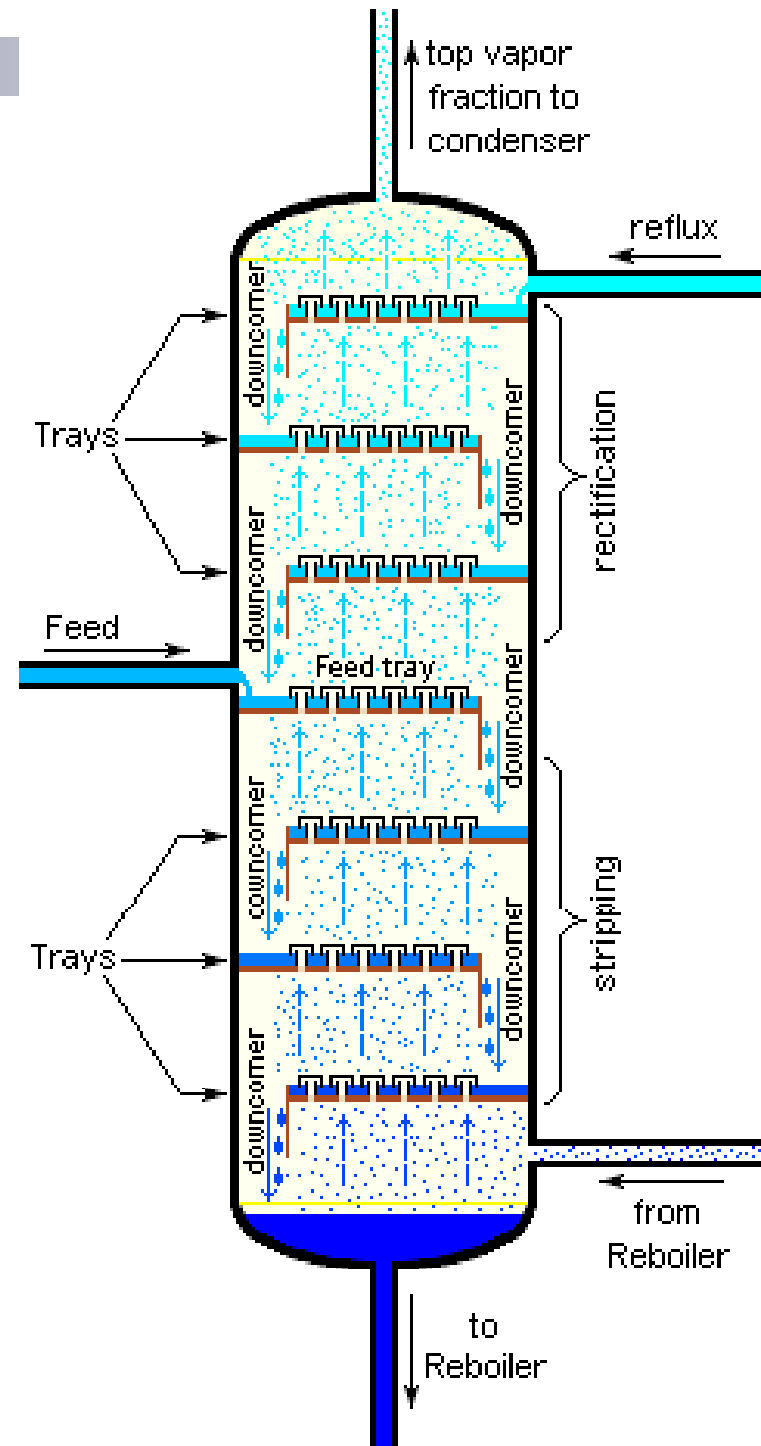 top vapor
fraction to
condenser
reflux
downcomer
Trays
downcomer
rectification
downcomer
Feed
Feed tray
downcomer
cowncomer
stripping
Trays
downcomer
downcomer
from
Reboiler
to
Reboiler